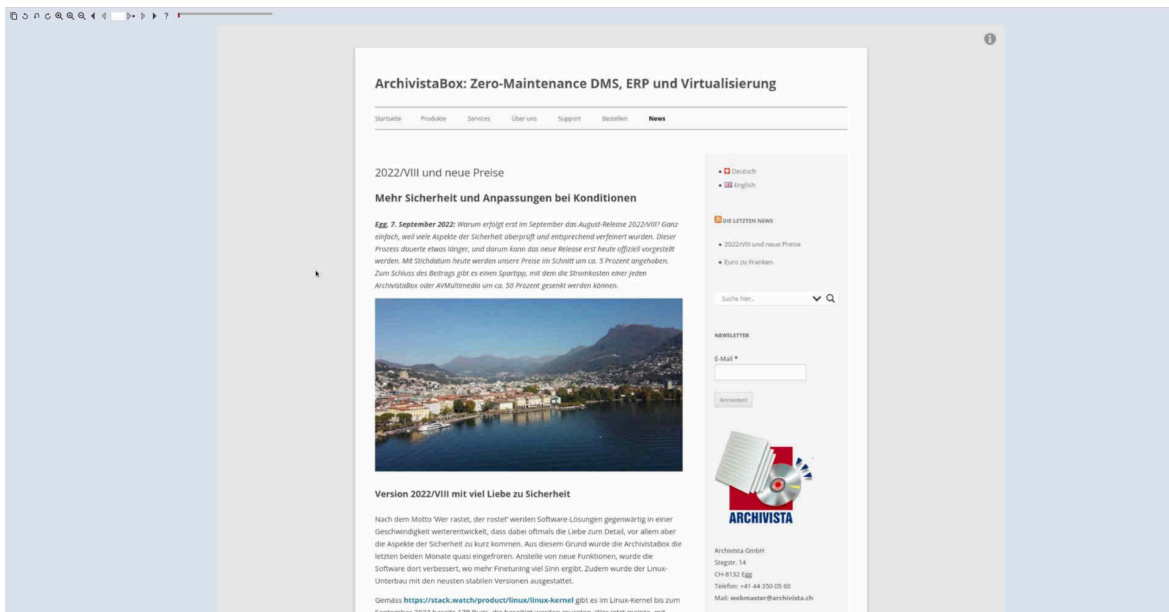 ?
ArchivistaBox: Zero-Maintenance DMS, ERP und Virtualisierung
Startseite Produkte Services Über uns Support Bestellen News
2022/VIII und neue Preise
Mehr Sicherheit und Anpassungen bei Konditionen
Egg, 7. September 2022: Warum erfolgt erst im September das August-Release 2022/VIII? Ganz
einfach, weil viele Aspekte der Sicherheit überprüft und entsprechend verfeinert wurden. Dieser
Prozess dauerte etwas länger, und darum kann das neue Release erst heute offiziell vorgestellt
werden. Mit Stichdatum heute werden unsere Preise im Schnitt um ca. 5 Prozent angehoben.
Zum Schluss des Beitrags gibt es einen Spartipp, mit dem die Stromkosten einer jeden
ArchivistaBox oder AVMultimedia um ca. 50 Prozent gesenkt werden können.
Version 2022/VIII mit viel Liebe zu Sicherheit
Nach dem Motto 'Wer rastet, der rostet' werden Software-Lösungen gegenwärtig in einer
Geschwindigkeit weiterentwickelt, dass dabei oftmals die Liebe zum Detail, vor allem aber
die Aspekte der Sicherheit zu kurz kommen. Aus diesem Grund wurde die ArchivistaBox die
letzten beiden Monate quasi eingefroren. Anstelle von neue Funktionen, wurde die
Software dort verbessert, wo mehr Finetuning viel Sinn ergibt. Zudem wurde der Linux-
Unterbau mit den neusten stabilen Versionen ausgestattet.
Gemäss https://stack.watch/product/linux/linux-kernel gibt es im Linux-Kernel bis zum
Deutsch
English
DIE LETZTEN NEWS
2022/VIII und neue Preise
Euro zu Franken
Suche hier...
NEWSLETTER
E-Mail *
Anmelden!
ARCHIVISTA
Archivista GmbH
Stegstr. 14
CH-8132 Egg
Telefon: +41 44 350 05 60
Mail: webmaster@archivista.ch